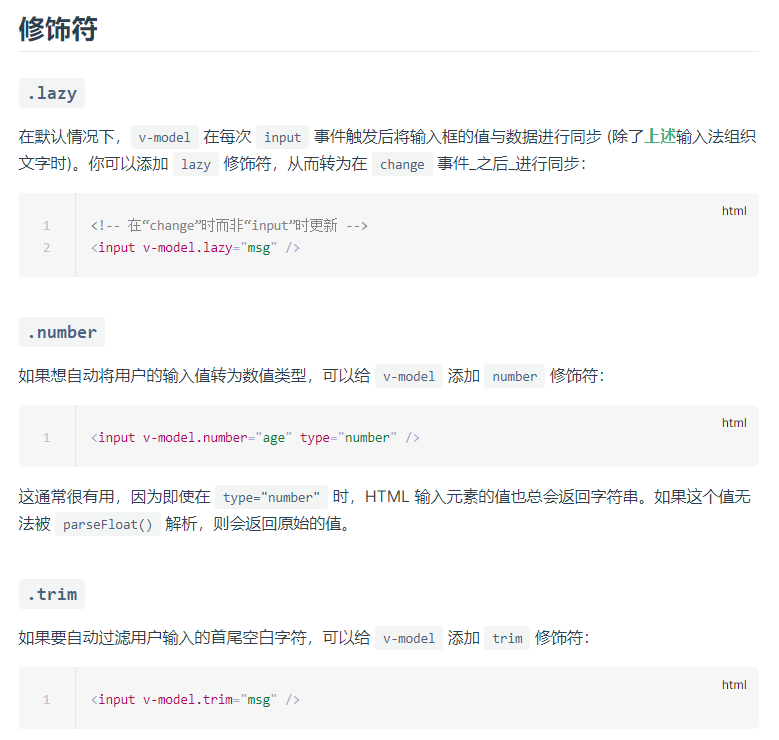 修饰符
.lazy
在默认情况下，v-model 在每次 input 事件触发后将输入框的值与数据进行同步 (除了上述输入法组织
文字时)。你可以添加 lazy 修饰符，从而转为在 change 事件_之后_进行同步：
html
1 <!-- 在“change”时而非“input”时更新 -->
2 <input v-model.lazy="msg" />
.number
如果想自动将用户的输入值转为数值类型，可以给 v-model 添加 number 修饰符：
html
1 <input v-model.number="age" type="number" />
这通常很有用，因为即使在 type="number" 时，HTML 输入元素的值也总会返回字符串。如果这个值无
法被 parseFloat() 解析，则会返回原始的值。
.trim
如果要自动过滤用户输入的首尾空白字符，可以给 v-model 添加 trim 修饰符：
html
1 <input v-model.trim="msg" />